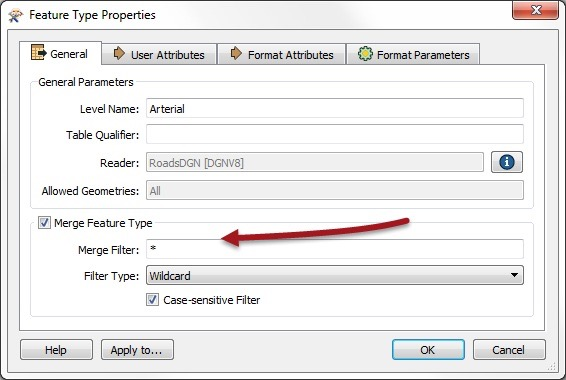 Feature Type Properties
General User Attributes Format Attributes Format Parameters
General Parameters
Level Name: Arterial
Table Qualifier:
Reader: RoadsDGN [DGNV8]
Allowed Geometries: All
Merge Feature Type
Merge Filter: *
Filter Type: Wildcard
Case-sensitive Filter
Help Apply to... OK Cancel